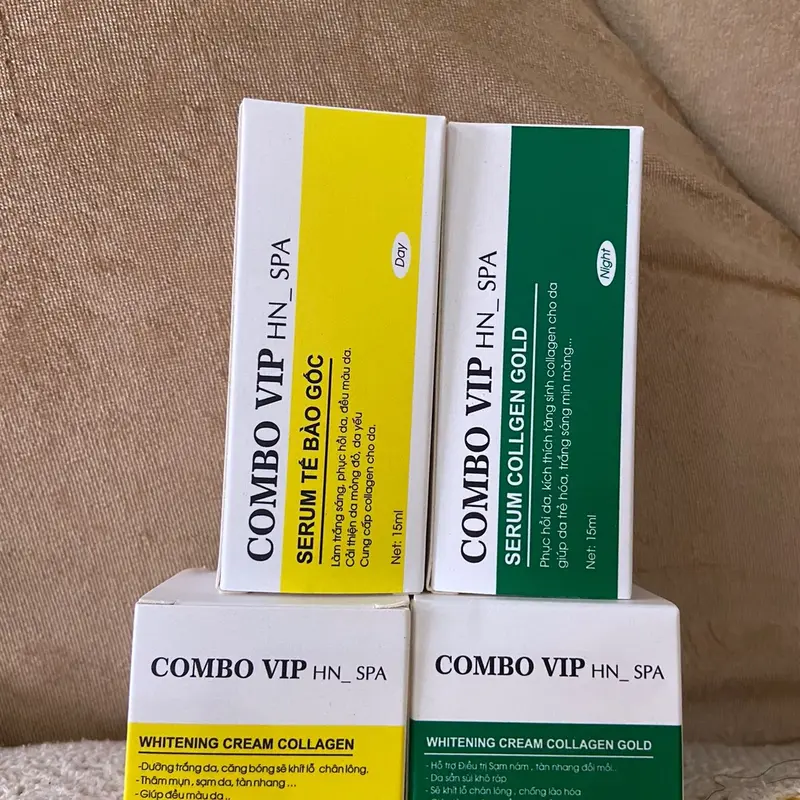 COMBO VIP HN_ SPA
SERUM TÉ BÀO GÓC
Làm trắng sáng, phục hồi da, đều màu da.
Cải thiện da mỏng đỏ, da yếu
Cung cấp collagen cho da.
Net: 15ml
Day
COMBO VIP HN_ SPA
SERUM COLLGEN GOLD
Phục hồi da, kích thích tăng sinh collagen cho da
giúp da trẻ hóa, trắng sáng mịn màng...
Net: 15ml
Night
COMBO VIP HN_ SPA
WHITENING CREAM COLLAGEN
- Dưỡng trắng da, căng bóng sẽ khít lỗ chân lông.
- Thâm mụn, sạm da, tàn nhang ...
- Giúp đều màu da ..
COMBO VIP HN_ SPA
WHITENING CREAM COLLAGEN GOLD
- Hỗ trợ Điều trị Sạm nám , tàn nhang đồi mồi..
- Da sần sùi khô ráp
- Sẽ khít lỗ chân lông , chống lão hóa